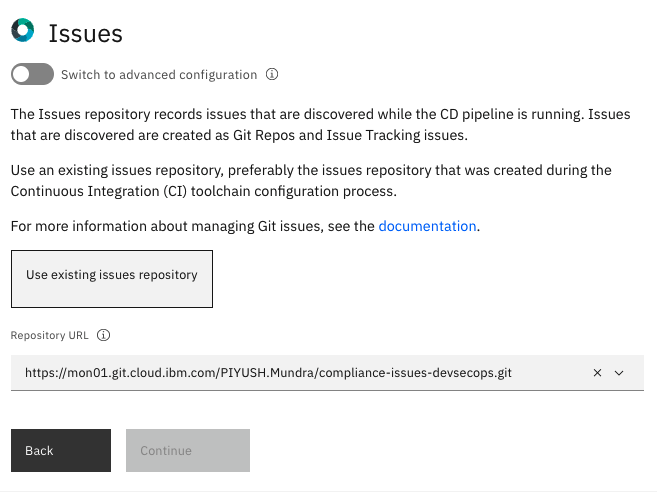 Issues
Switch to advanced configuration
The Issues repository records issues that are discovered while the CD pipeline is running. Issues
that are discovered are created as Git Repos and Issue Tracking issues.
Use an existing issues repository, preferably the issues repository that was created during the
Continuous Integration (CI) toolchain configuration process.
For more information about managing Git issues, see the documentation.
Use existing issues repository
Repository URL
https://mon01.git.cloud.ibm.com/PIYUSH.Mundra/compliance-issues-devsecops.git
Back
Continue